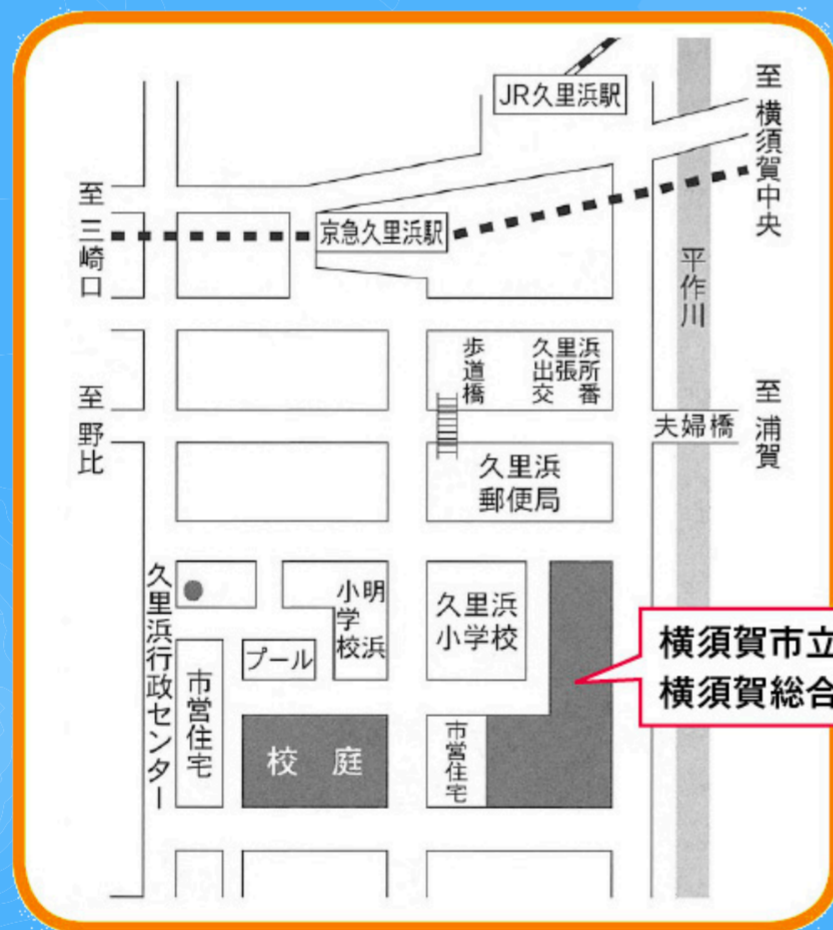 JR久里浜駅
至横須賀中央
至三崎口
京急久里浜駅
平作川
歩道橋
久里浜
出張所
交番
至野比
夫婦橋
至浦賀
久里浜
郵便局
久里浜行政センター
明浜
小学校
久里浜
小学校
プール
市営住宅
校庭
市営住宅
横須賀市立
横須賀総合